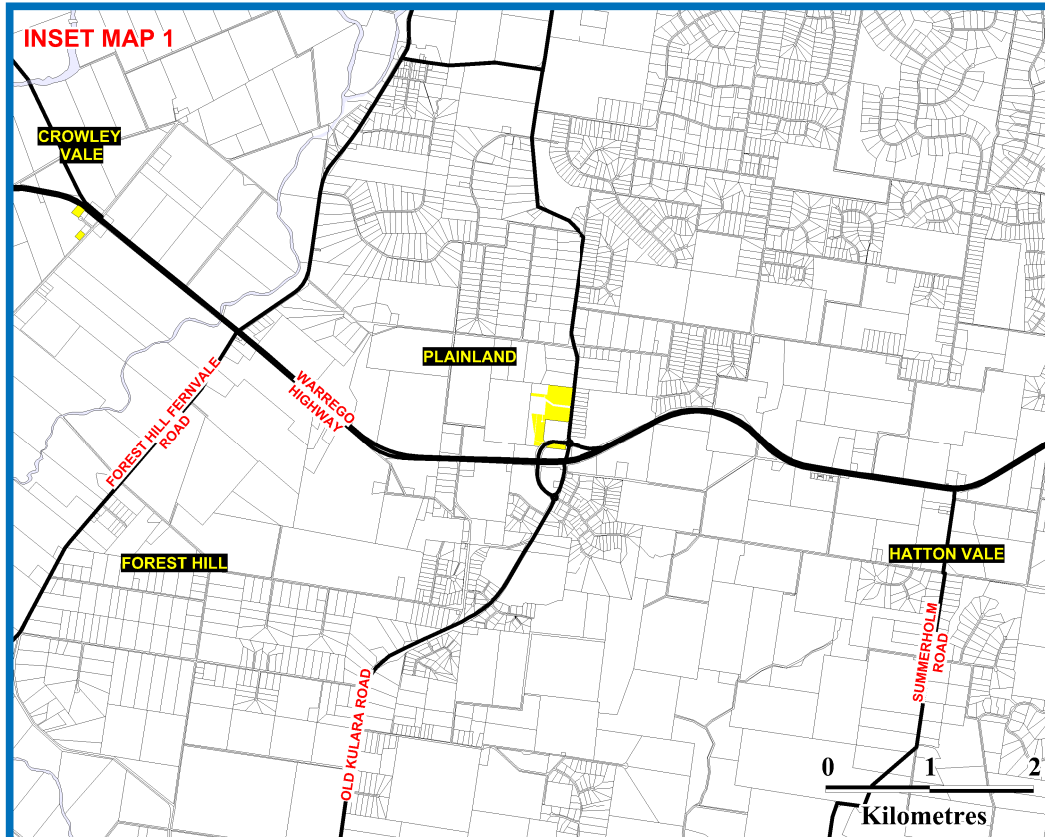 INSET MAP 1
CROWLEY
VALE
PLAINLAND
WARREGO
HIGHWAY
FOREST HILL FERNVALE
ROAD
FOREST HILL
HATTON VALE
SUMMERHOLM
ROAD
OLD KULARA ROAD
0 1 2
Kilometres